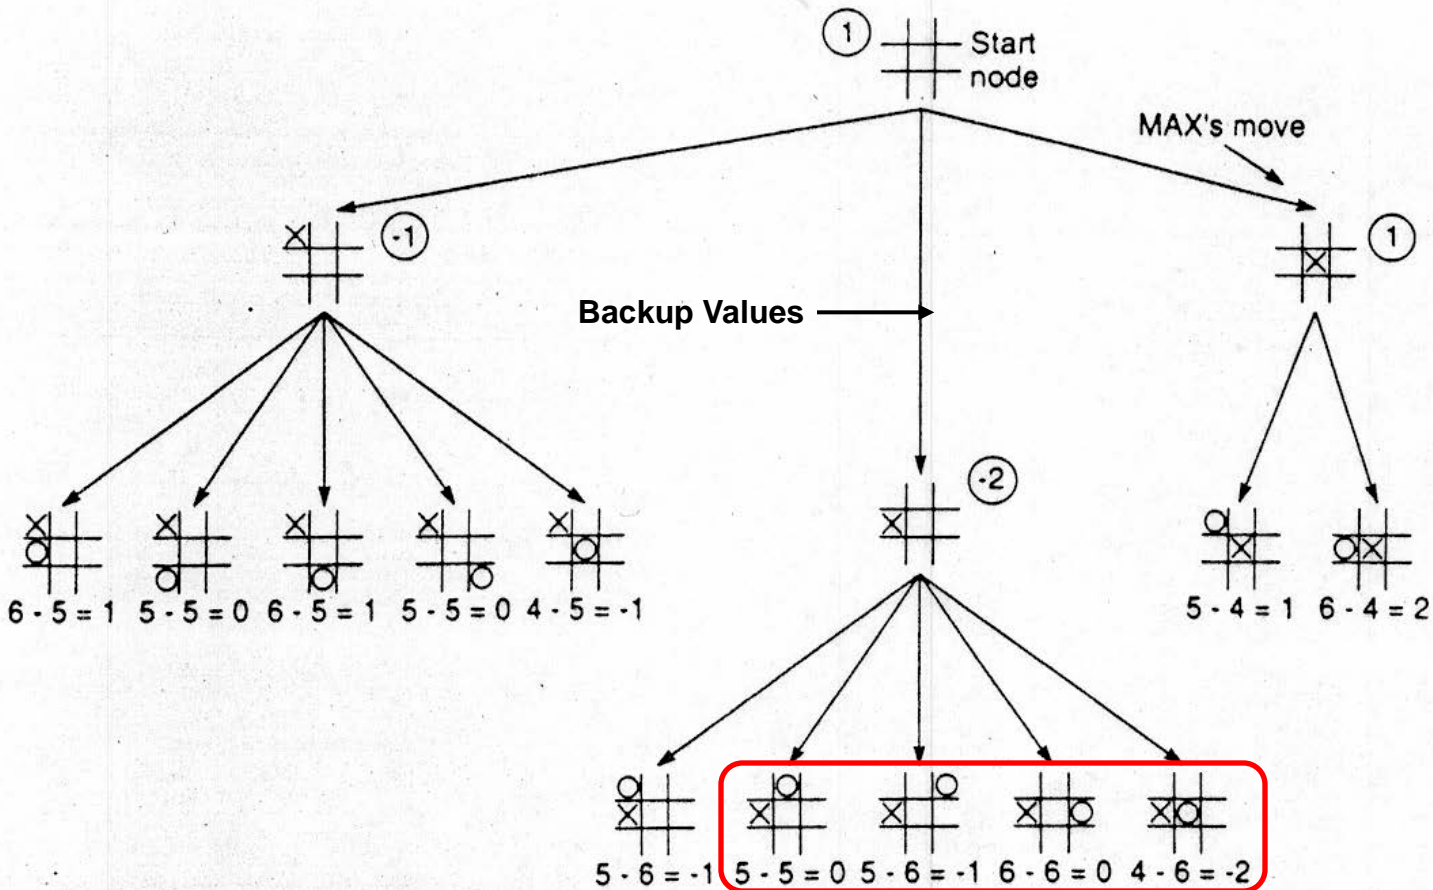 1
Start
node
MAX's move
-1
1
Backup Values
-2
6 - 5 = 1 5 - 5 = 0 6 - 5 = 1 5 - 5 = 0 4 - 5 = -1
5 - 4 = 1 6 - 4 = 2
5 - 6 = -1 5 - 5 = 0 5 - 6 = -1 6 - 6 = 0 4 - 6 = -2